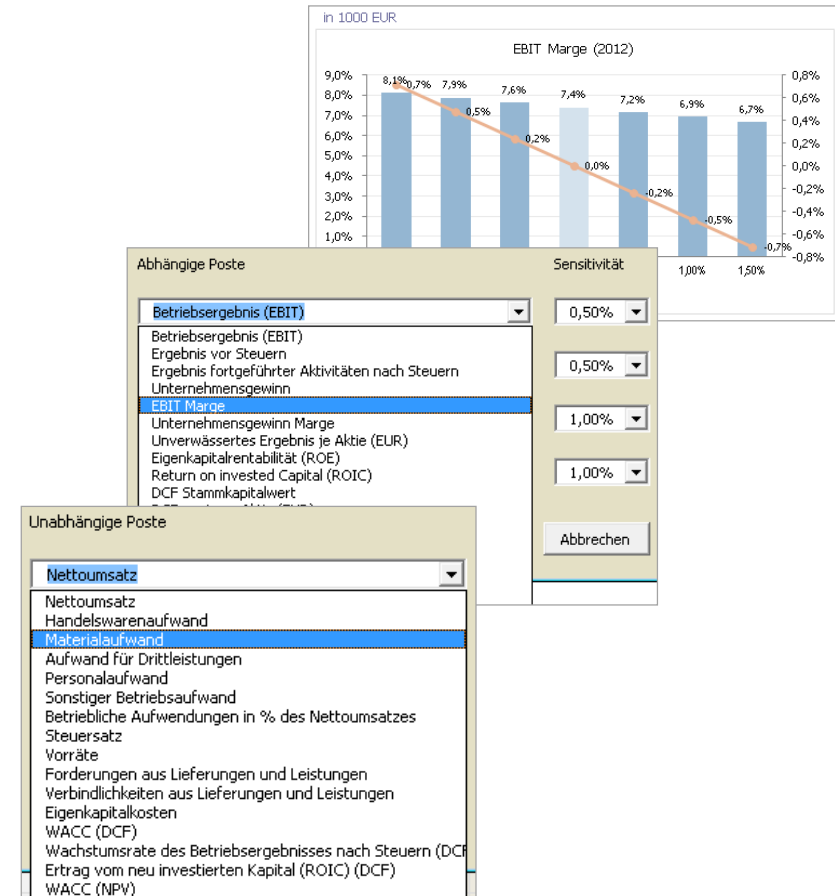 in 1000 EUR
EBIT Marge (2012)
9,0%
8,0%
7,0%
6,0%
5,0%
4,0%
3,0%
2,0%
1,0%
8,1%
7,9%
7,6%
7,4%
7,2%
6,9%
6,7%
0,7%
0,5%
0,2%
0,0%
-0,2%
-0,5%
-0,7%
0,8%
0,6%
0,4%
0,2%
0,0%
-0,2%
-0,4%
-0,6%
-0,8%
1,00%
1,50%
Abhängige Poste
Sensitivität
Betriebsergebnis (EBIT)
0,50%
Betriebsergebnis (EBIT)
Ergebnis vor Steuern
Ergebnis fortgeführter Aktivitäten nach Steuern
0,50%
Unternehmensgewinn
EBIT Marge
Unternehmensgewinn Marge
1,00%
Unverwässertes Ergebnis je Aktie (EUR)
Eigenkapitalrentabilität (ROE)
Return on invested Capital (ROIC)
1,00%
DCF Stammkapitalwert
Abbrechen
Unabhängige Poste
Nettoumsatz
Nettoumsatz
Handelswarenaufwand
Materialaufwand
Aufwand für Drittleistungen
Personalaufwand
Sonstiger Betriebsaufwand
Betriebliche Aufwendungen in % des Nettoumsatzes
Steuersatz
Vorräte
Forderungen aus Lieferungen und Leistungen
Verbindlichkeiten aus Lieferungen und Leistungen
Eigenkapitalkosten
WACC (DCF)
Wachstumsrate des Betriebsergebnisses nach Steuern (DCF
Ertrag vom neu investierten Kapital (ROIC) (DCF)
WACC (NPV)